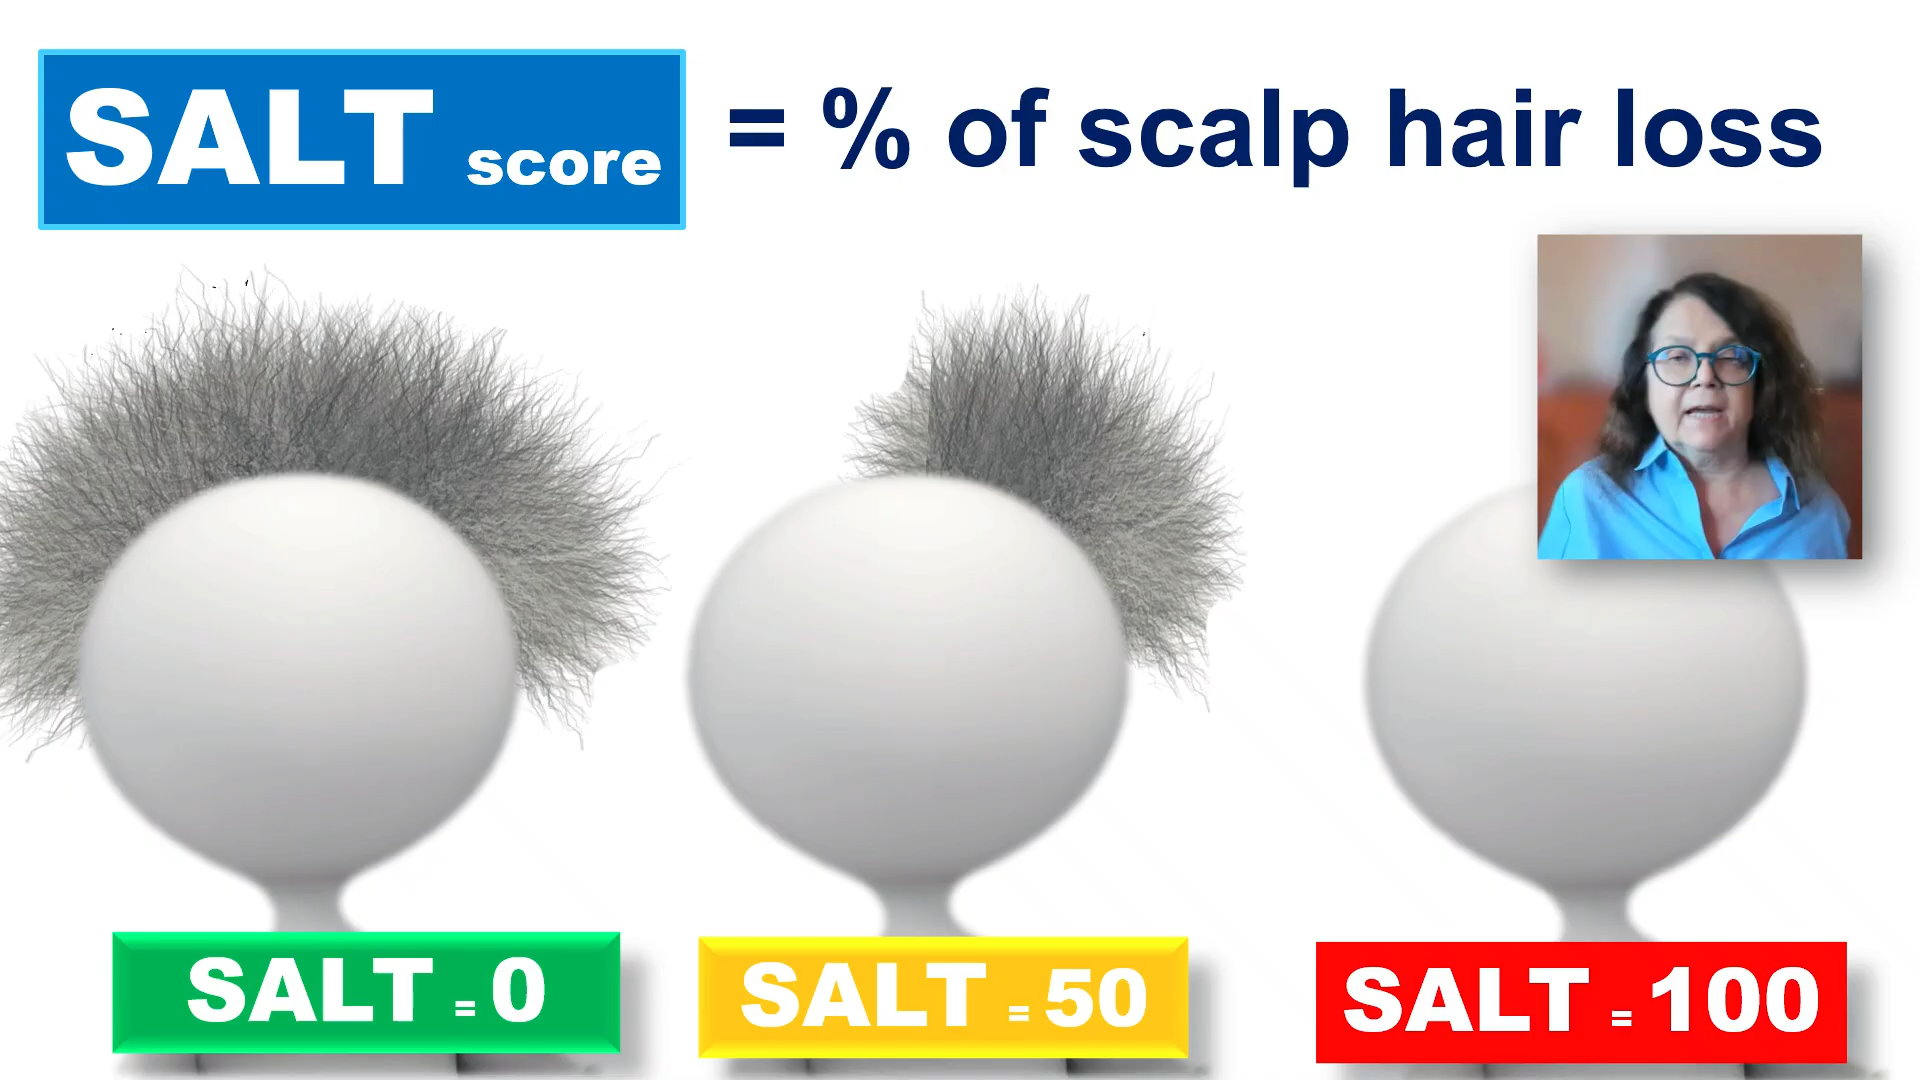 SALT score = % of scalp hair loss
SALT = 0
SALT = 50
SALT = 100